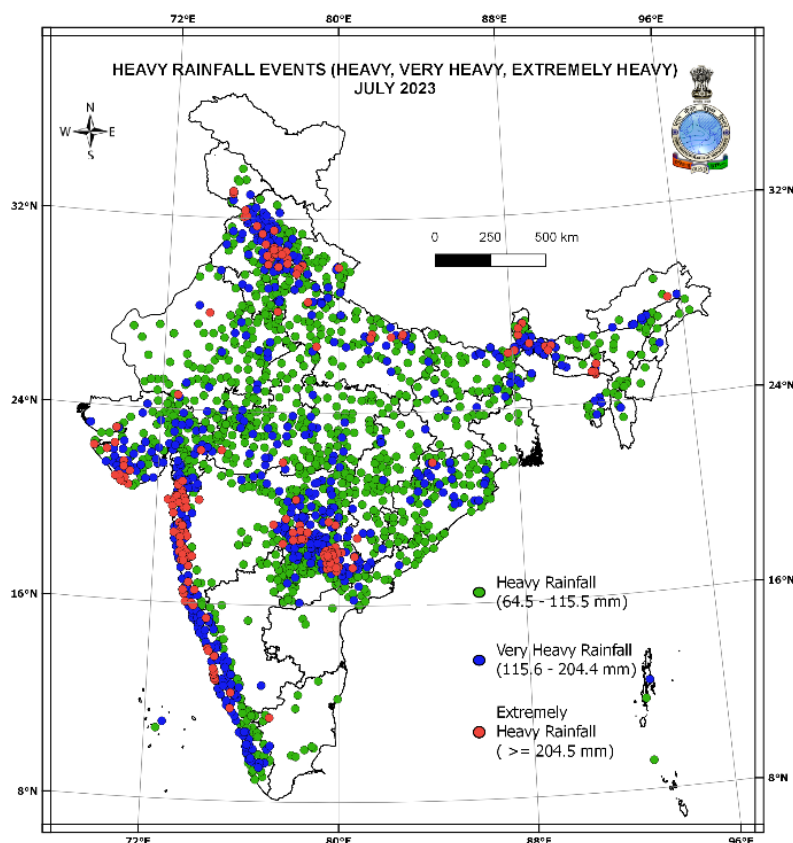 72°E 80°E 88°E 96°E
HEAVY RAINFALL EVENTS (HEAVY, VERY HEAVY, EXTREMELY HEAVY)
JULY 2023
N
W E
S
32°N 32°N
0 250 500 km
24°N 24°N
16°N 16°N
Heavy Rainfall
(64.5 - 115.5 mm)
Very Heavy Rainfall
(115.6 - 204.4 mm)
Extremely
Heavy Rainfall
( >= 204.5 mm)
8°N 8°N
72°E 80°E 88°E 96°E